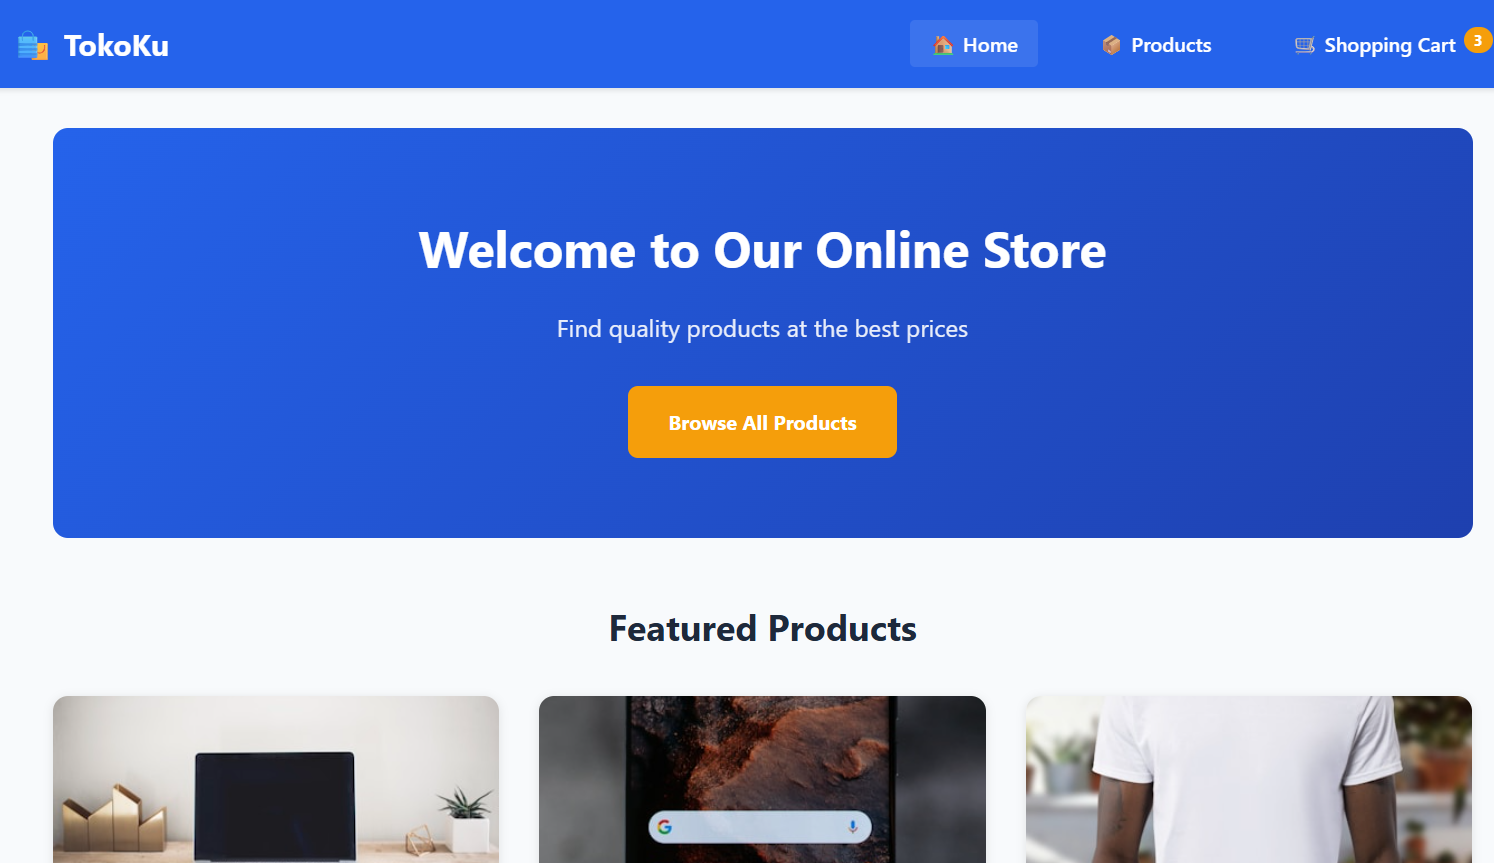 TokoKu
Home
Products
Shopping Cart 3
Welcome to Our Online Store
Find quality products at the best prices
Browse All Products
Featured Products
G